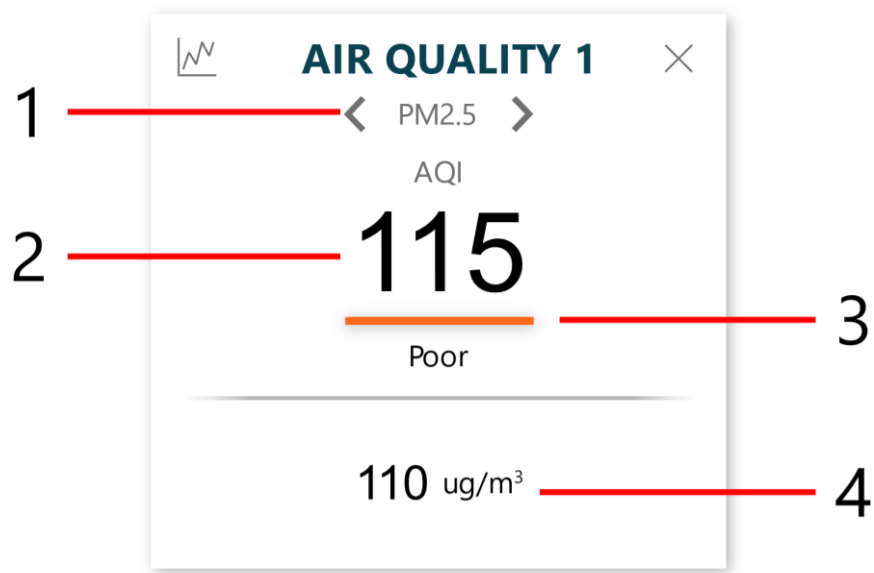 AIR QUALITY 1
1
PM2.5
AQI
2
115
3
Poor
110 ug/m³
4